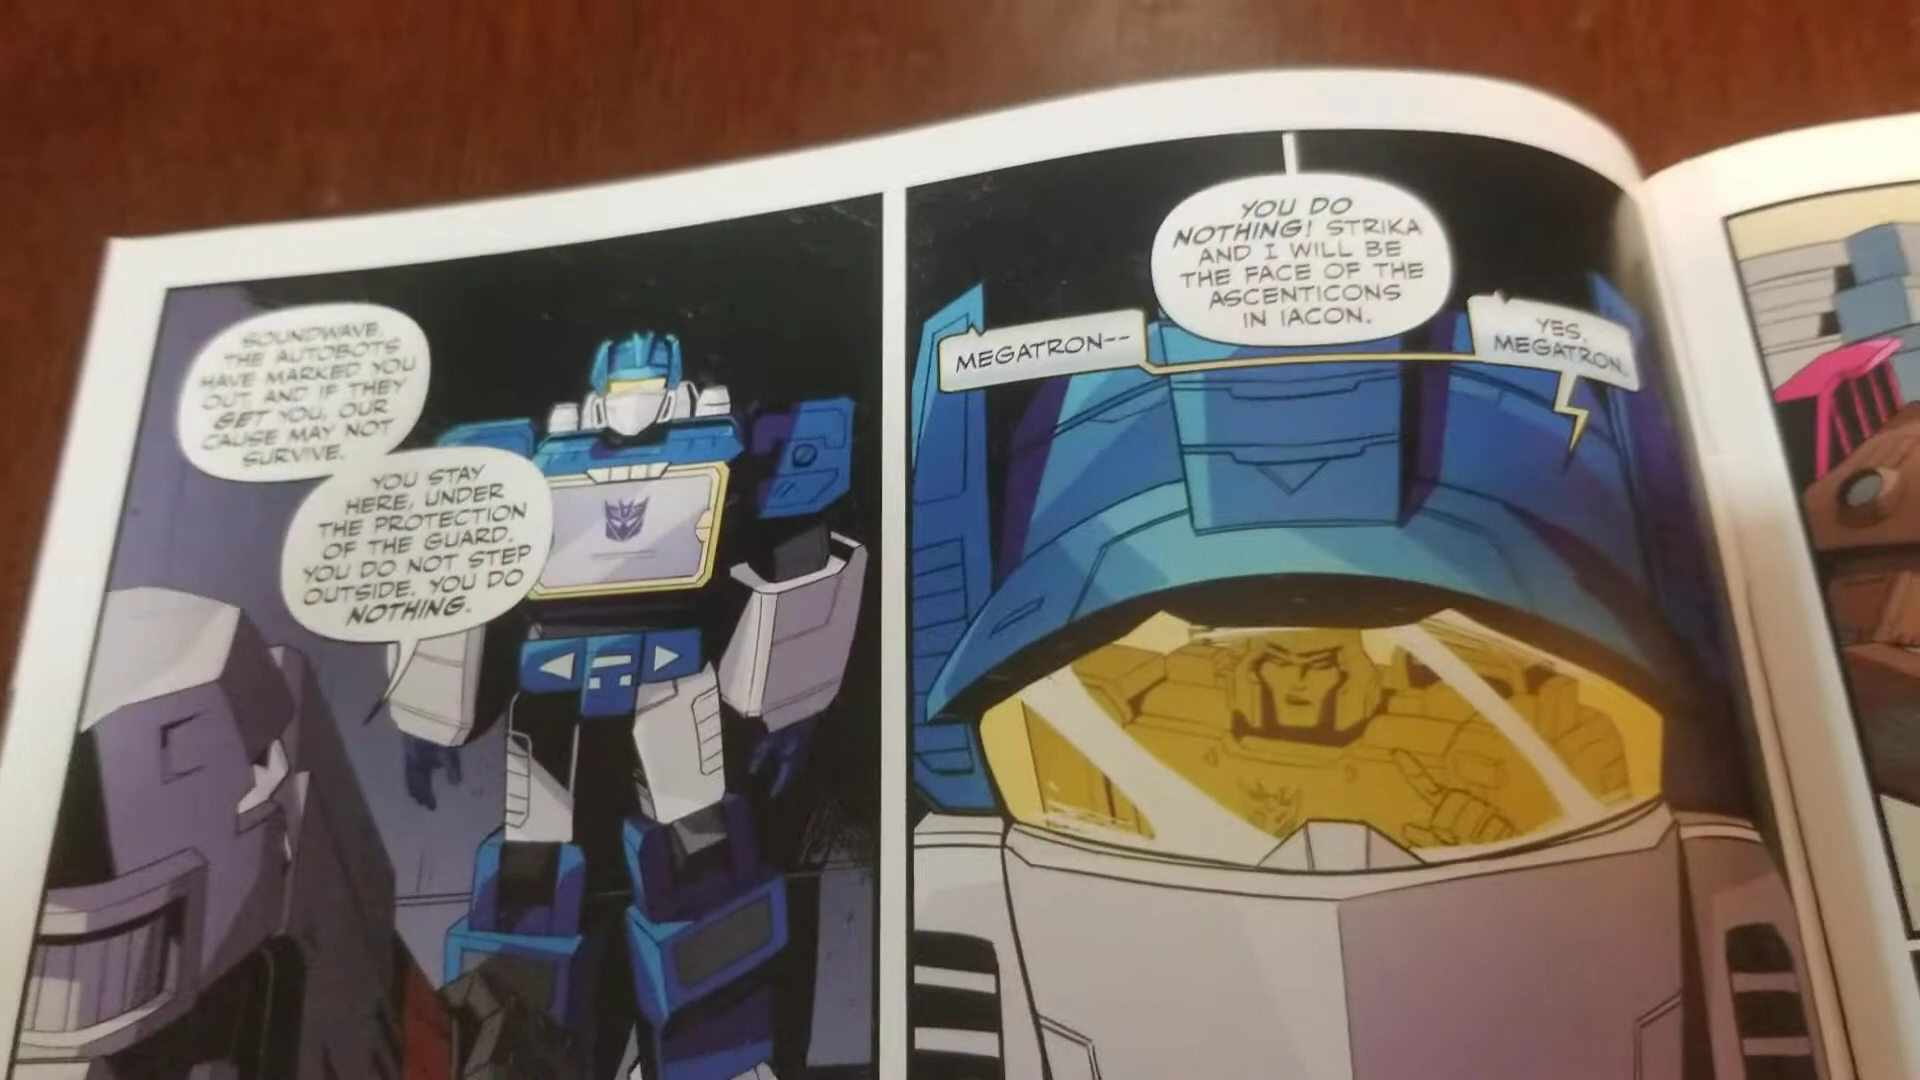 SOUNDWAVE,
THE AUTOBOTS
HAVE MARKED YOU
OUT, AND IF THEY
GET YOU, OUR
CAUSE MAY NOT
SURVIVE.
YOU STAY
HERE, UNDER
THE PROTECTION
OF THE GUARD.
YOU DO NOT STEP
OUTSIDE. YOU DO
NOTHING.
MEGATRON--
YOU DO
NOTHING! STRIKA
AND I WILL BE
THE FACE OF THE
ASCENTICONS
IN IACON.
YES,
MEGATRON.